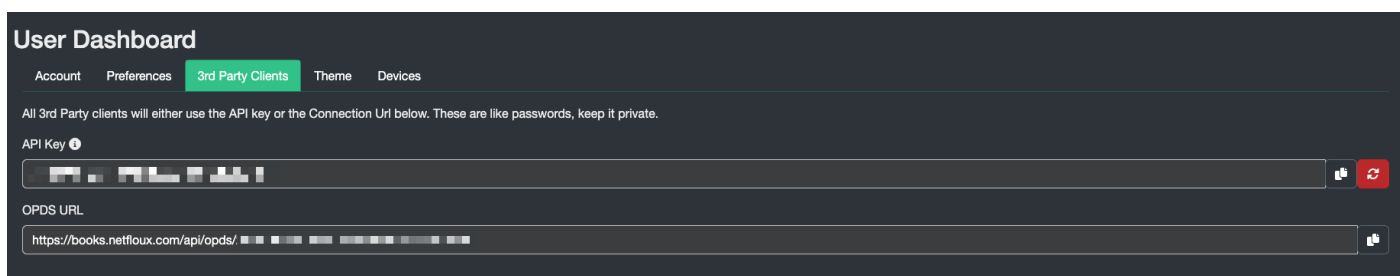 User Dashboard
Account Preferences 3rd Party Clients Theme Devices
All 3rd Party clients will either use the API key or the Connection Url below. These are like passwords, keep it private.
API Key
OPDS URL
https://books.netfloux.com/api/opds/